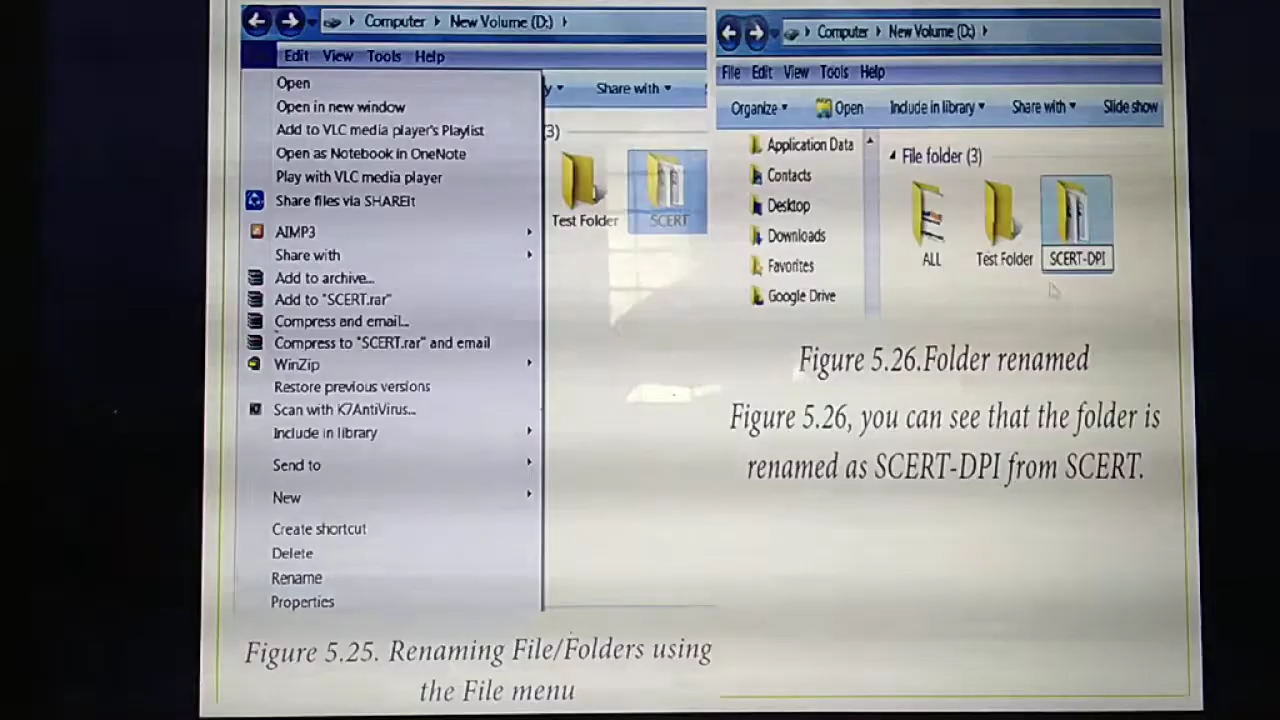 Computer New Volume (D:)
Edit View Tools Help
Share with
(3)
Open
Open in new window
Add to VLC media player's Playlist
Open as Notebook in OneNote
Play with VLC media player
Share files via SHAREit
AIMP3
Share with
Add to archive...
Add to "SCERT.rar"
Compress and email...
Compress to "SCERT.rar" and email
WinZip
Restore previous versions
Scan with K7AntiVirus...
Include in library
Send to
New
Create shortcut
Delete
Rename
Properties
Test Folder SCERT
Figure 5.25. Renaming File/Folders using
the File menu
Computer New Volume (D:)
File Edit View Tools Help
Organize Open Include in library Share with Slide show
Application Data
Contacts
Desktop
Downloads
Favorites
Google Drive
File folder (3)
ALL Test Folder SCERT-DPI
Figure 5.26.Folder renamed
Figure 5.26, you can see that the folder is
renamed as SCERT-DPI from SCERT.